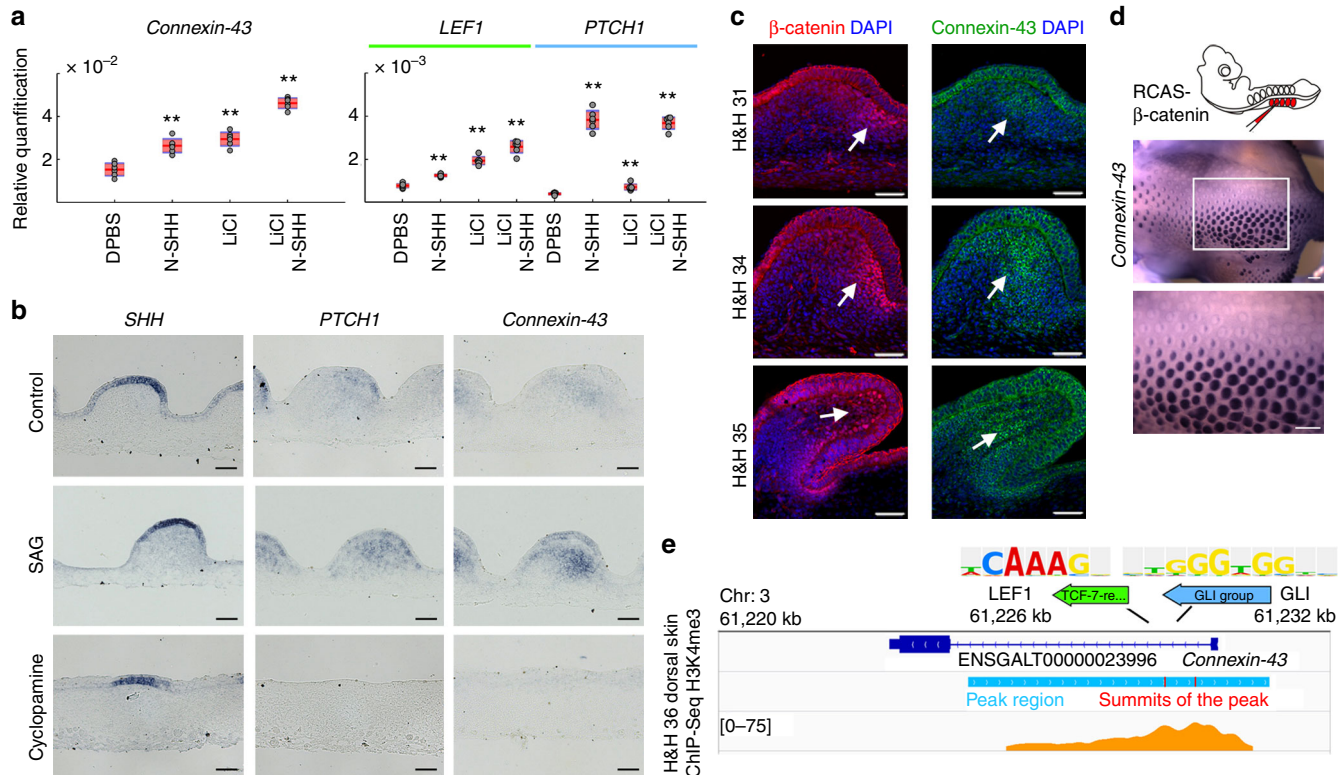 a
Connexin-43
LEF1
PTCH1
Relative quantifitication
× 10⁻²
4
2
DPBS
N-SHH
**
LiCl
**
LiCl
N-SHH
**
× 10⁻³
4
2
DPBS
N-SHH
**
LiCl
**
LiCl
N-SHH
**
DPBS
N-SHH
**
LiCl
**
LiCl
N-SHH
**
b
SHH
PTCH1
Connexin-43
Control
SAG
Cyclopamine
c
β-catenin DAPI
Connexin-43 DAPI
H&H 31
H&H 34
H&H 35
d
RCAS-
β-catenin
Connexin-43
e
CAAAG
GGGTGG
LEF1
TCF-7-re...
GLI group
GLI
Chr: 3
61,220 kb
61,226 kb
61,232 kb
H&H 36 dorsal skin
ChIP-Seq H3K4me3
ENSGALT00000023996
Connexin-43
Peak region
Summits of the peak
[0–75]